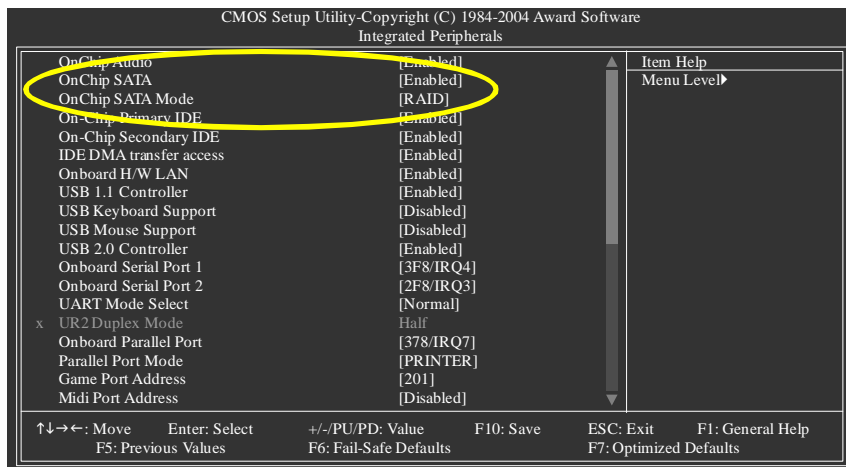 CMOS Setup Utility-Copyright (C) 1984-2004 Award Software
Integrated Peripherals
OnChip Audio [Enabled]
OnChip SATA [Enabled]
OnChip SATA Mode [RAID]
On-Chip Primary IDE [Enabled]
On-Chip Secondary IDE [Enabled]
IDE DMA transfer access [Enabled]
Onboard H/W LAN [Enabled]
USB 1.1 Controller [Enabled]
USB Keyboard Support [Disabled]
USB Mouse Support [Disabled]
USB 2.0 Controller [Enabled]
Onboard Serial Port 1 [3F8/IRQ4]
Onboard Serial Port 2 [2F8/IRQ3]
UART Mode Select [Normal]
x UR2 Duplex Mode Half
Onboard Parallel Port [378/IRQ7]
Parallel Port Mode [PRINTER]
Game Port Address [201]
Midi Port Address [Disabled]
Item Help
Menu Level▶
↑↓→←: Move Enter: Select +/-/PU/PD: Value F10: Save ESC: Exit F1: General Help
F5: Previous Values F6: Fail-Safe Defaults F7: Optimized Defaults